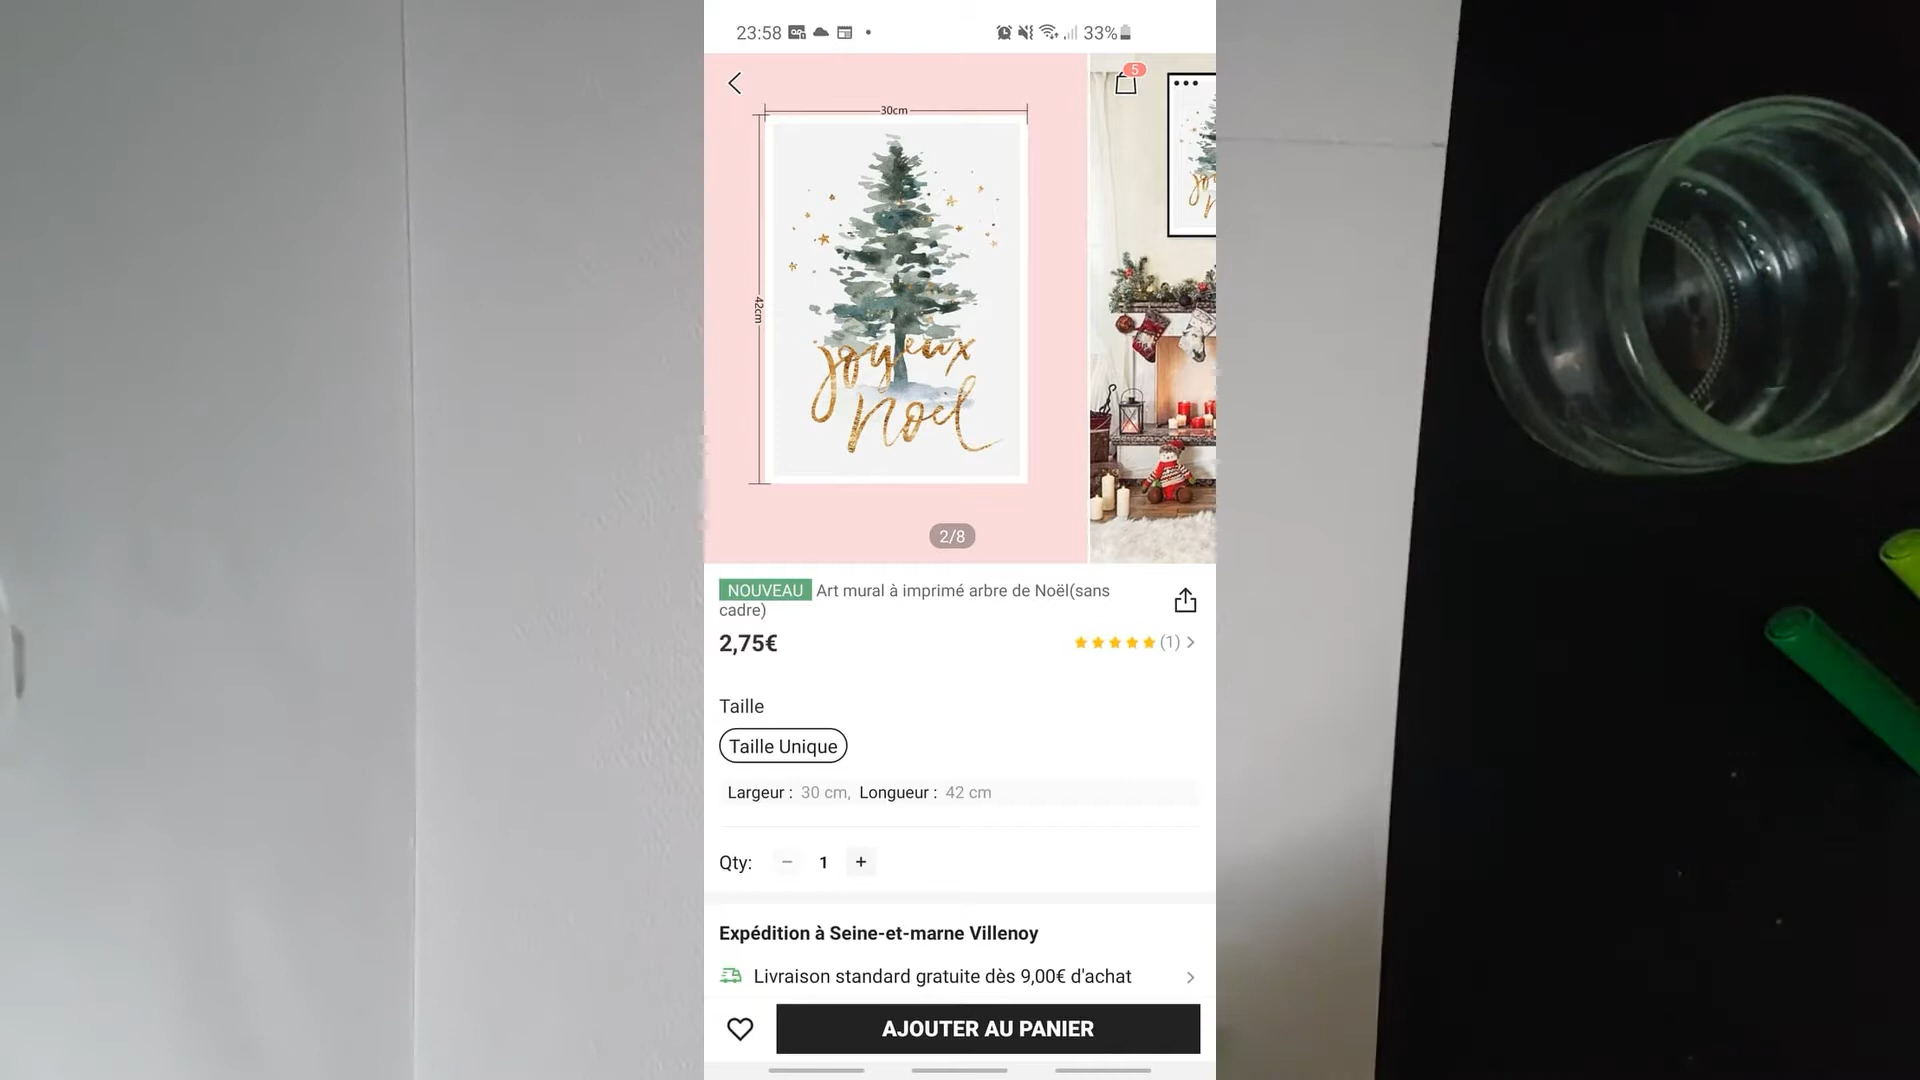 23:58
33%
5
30cm
42cm
joyeux
Noël
2/8
NOUVEAU Art mural à imprimé arbre de Noël(sans
cadre)
2,75€
(1)
Taille
Taille Unique
Largeur : 30 cm, Longueur : 42 cm
Qty: 1
Expédition à Seine-et-marne Villenoy
Livraison standard gratuite dès 9,00€ d'achat
AJOUTER AU PANIER